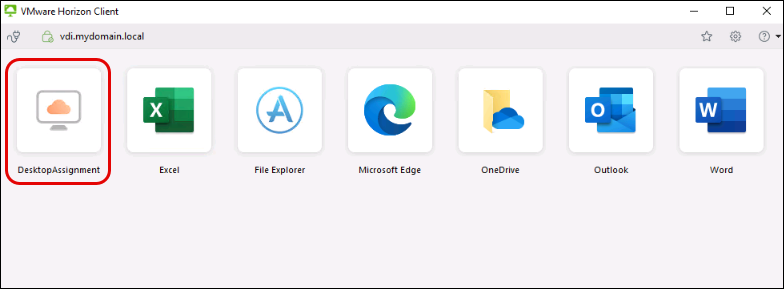 VMware Horizon Client
vdi.mydomain.local
DesktopAssignment
Excel
File Explorer
Microsoft Edge
OneDrive
Outlook
Word